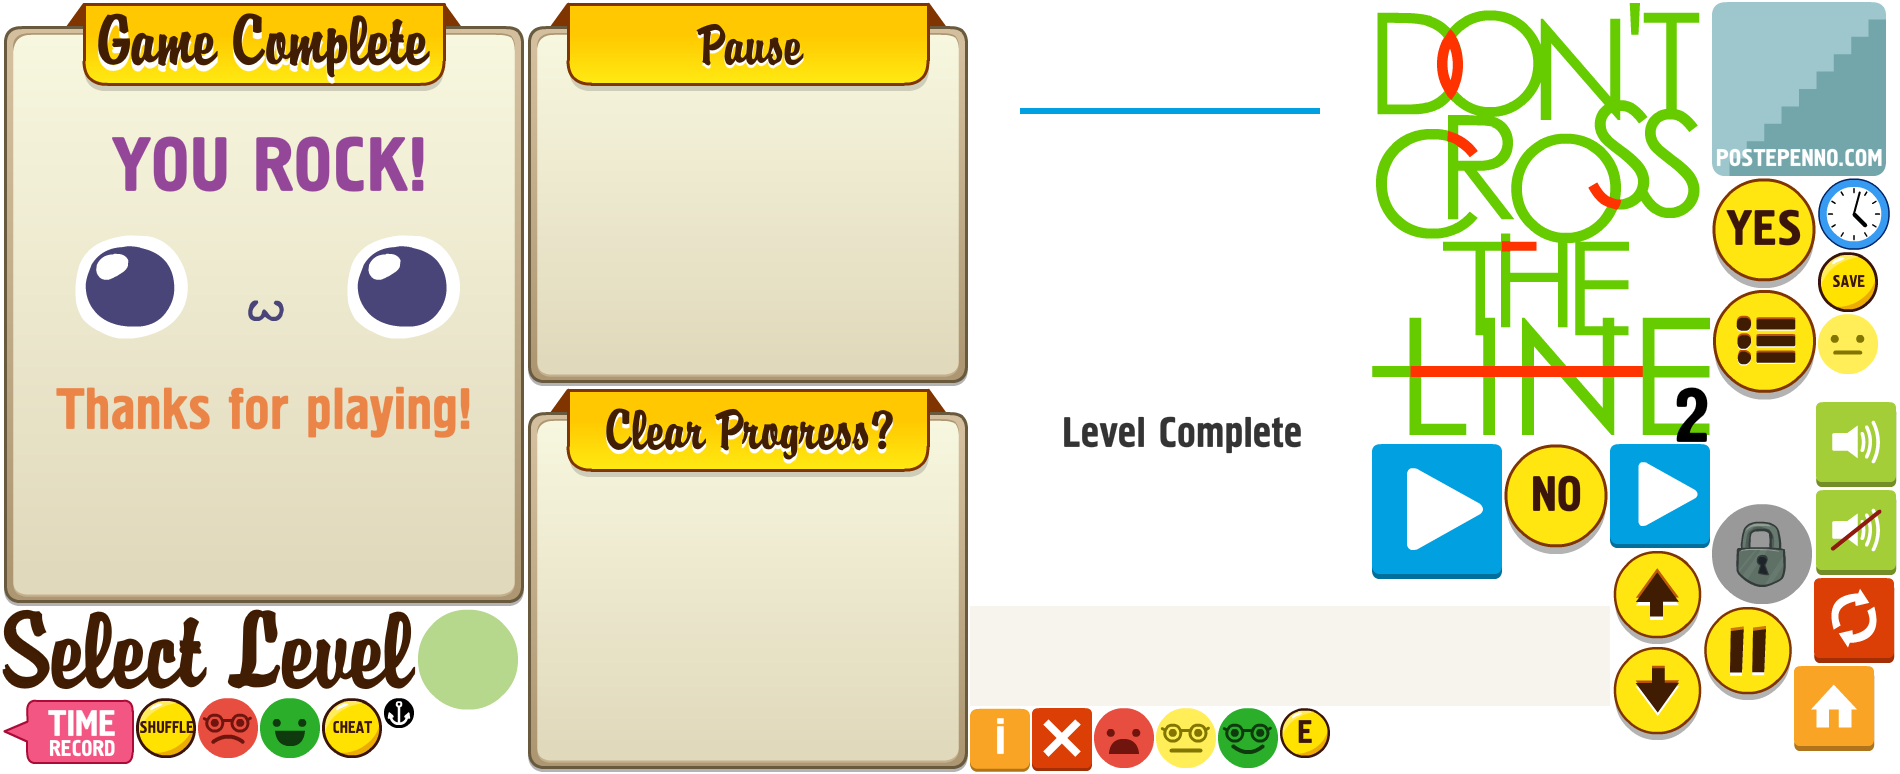 Game Complete
YOU ROCK!
Thanks for playing!
Select Level
TIME
RECORD
SHUFFLE
CHEAT
Pause
Clear Progress?
Level Complete
i
E
DON'T
CROSS
THE
LINE
2
NO
POSTEPENNO.COM
YES
SAVE